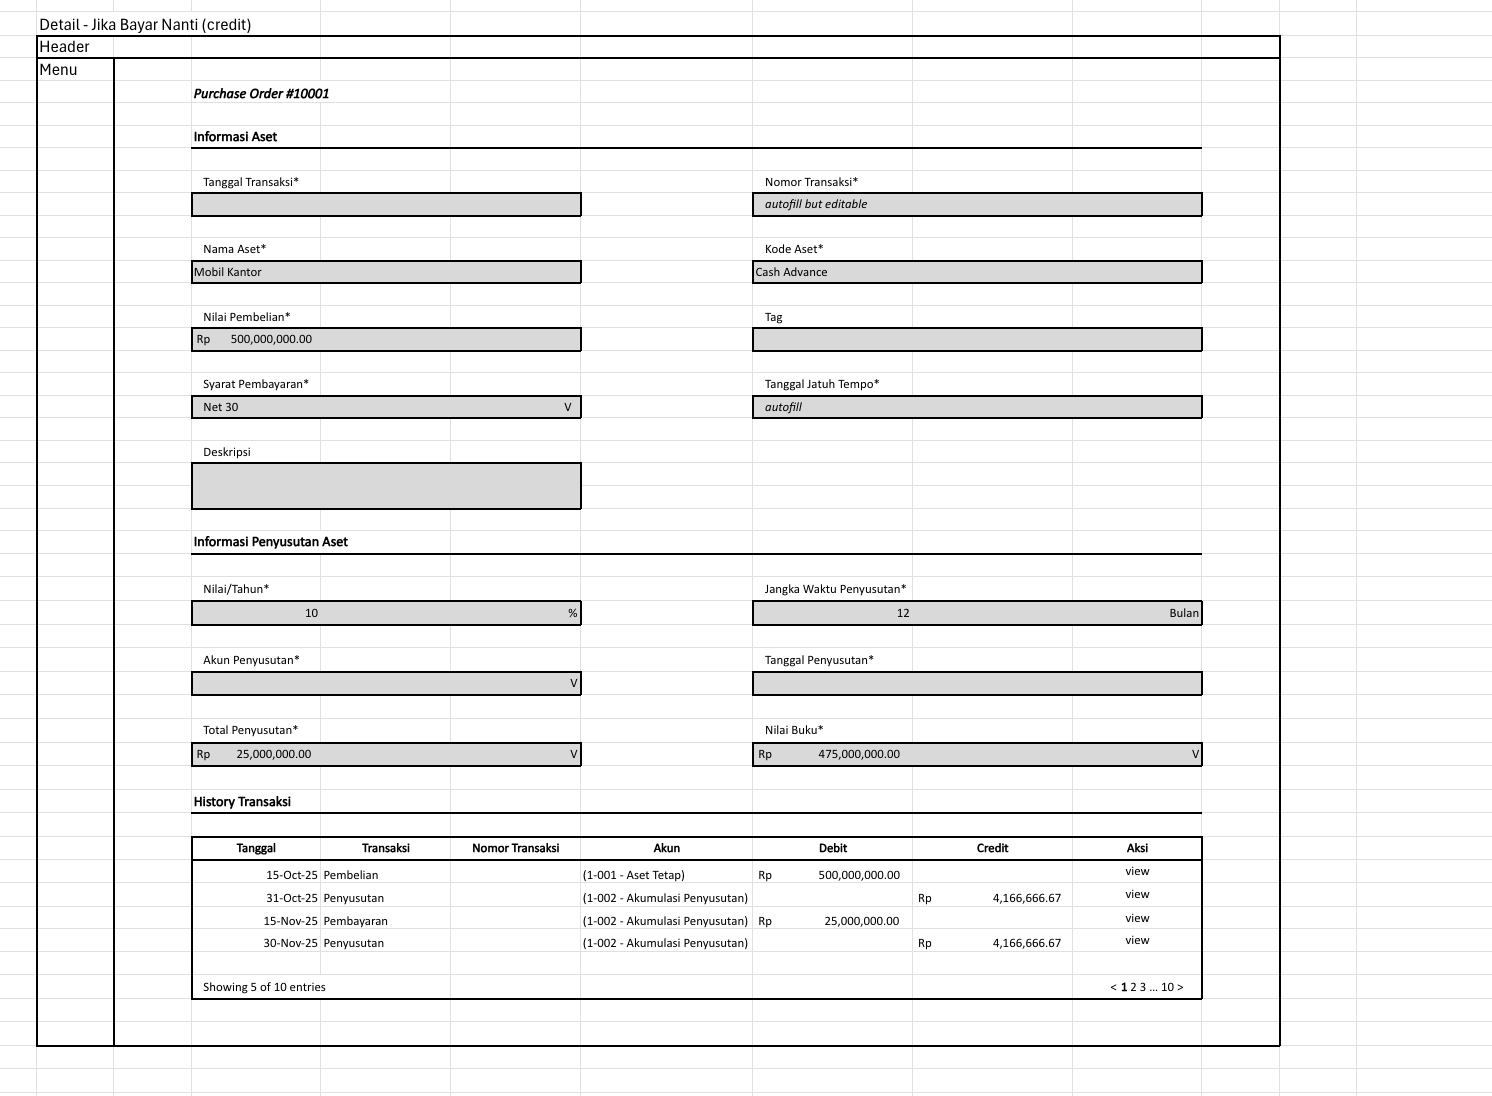 Detail - Jika Bayar Nanti (credit)
Header
Menu
Purchase Order #10001
Informasi Aset
Tanggal Transaksi* Nomor Transaksi*
autofill but editable
Nama Aset* Kode Aset*
Mobil Kantor Cash Advance
Nilai Pembelian* Tag
Rp 500,000,000.00
Syarat Pembayaran* Tanggal Jatuh Tempo*
Net 30 V autofill
Deskripsi
Informasi Penyusutan Aset
Nilai/Tahun* Jangka Waktu Penyusutan*
10 % 12 Bulan
Akun Penyusutan* Tanggal Penyusutan*
V
Total Penyusutan* Nilai Buku*
Rp 25,000,000.00 V Rp 475,000,000.00 V
History Transaksi
Tanggal Transaksi Nomor Transaksi Akun Debit Credit Aksi
15-Oct-25 Pembelian (1-001 - Aset Tetap) Rp 500,000,000.00 view
31-Oct-25 Penyusutan (1-002 - Akumulasi Penyusutan) Rp 4,166,666.67 view
15-Nov-25 Pembayaran (1-002 - Akumulasi Penyusutan) Rp 25,000,000.00 view
30-Nov-25 Penyusutan (1-002 - Akumulasi Penyusutan) Rp 4,166,666.67 view
Showing 5 of 10 entries < 1 2 3 ... 10 >